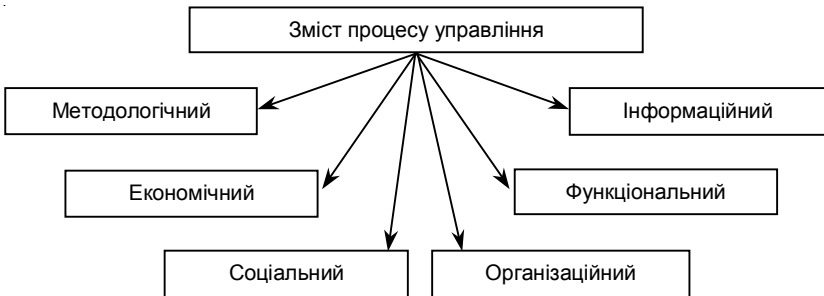 Зміст процесу управління
Методологічний
Інформаційний
Економічний
Функціональний
Соціальний
Організаційний